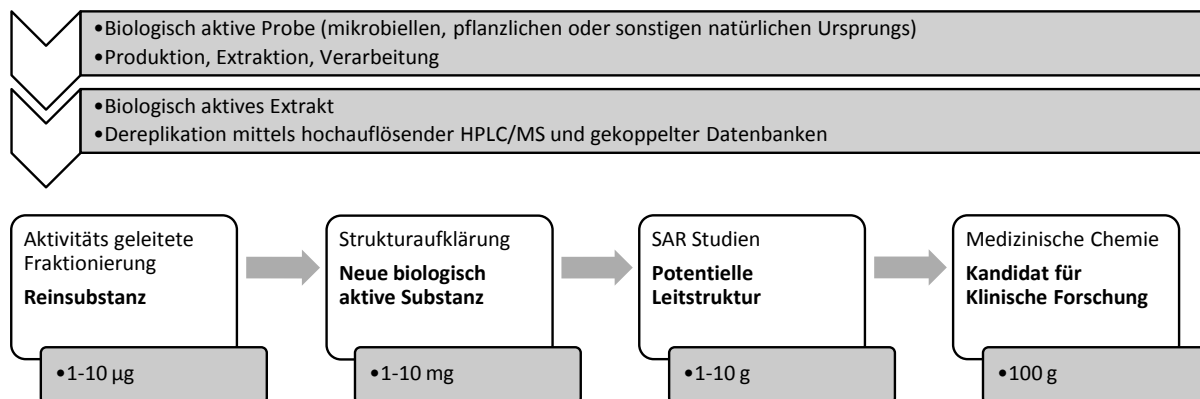 •Biologisch aktive Probe (mikrobiellen, pflanzlichen oder sonstigen natürlichen Ursprungs)
•Produktion, Extraktion, Verarbeitung
•Biologisch aktives Extrakt
•Dereplikation mittels hochauflösender HPLC/MS und gekoppelter Datenbanken
Aktivitäts geleitete
Fraktionierung
Reinsubstanz
•1-10 µg
Strukturaufklärung
Neue biologisch
aktive Substanz
•1-10 mg
SAR Studien
Potentielle
Leitstruktur
•1-10 g
Medizinische Chemie
Kandidat für
Klinische Forschung
•100 g